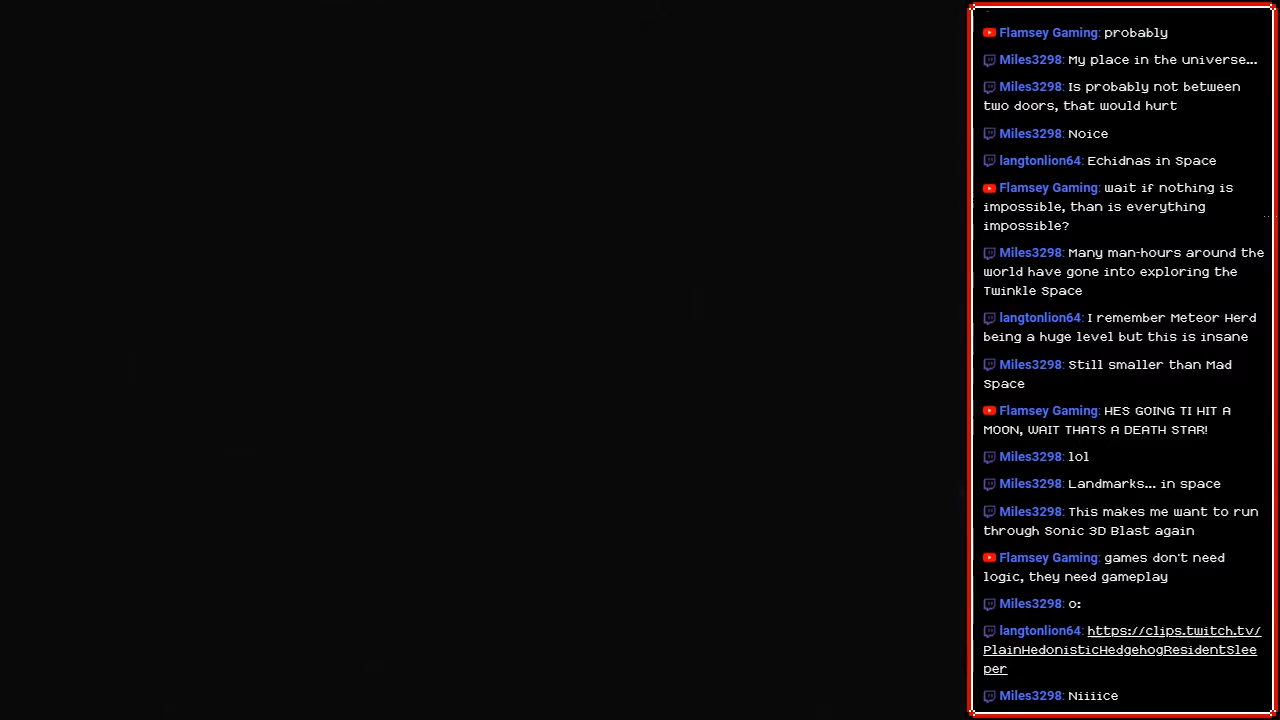 Flamsey Gaming: probably
Miles3298: My place in the universe...
Miles3298: Is probably not between
two doors, that would hurt
Miles3298: Noice
langtonlion64: Echidnas in Space
Flamsey Gaming: wait if nothing is
impossible, than is everything
impossible?
Miles3298: Many man-hours around the
world have gone into exploring the
Twinkle Space
langtonlion64: I remember Meteor Herd
being a huge level but this is insane
Miles3298: Still smaller than Mad
Space
Flamsey Gaming: HES GOING TI HIT A
MOON, WAIT THATS A DEATH STAR!
Miles3298: lol
Miles3298: Landmarks... in space
Miles3298: This makes me want to run
through Sonic 3D Blast again
Flamsey Gaming: games don't need
logic, they need gameplay
Miles3298: o:
langtonlion64: https://clips.twitch.tv/
PlainHedonisticHedgehogResidentSlee
per
Miles3298: Niiiice